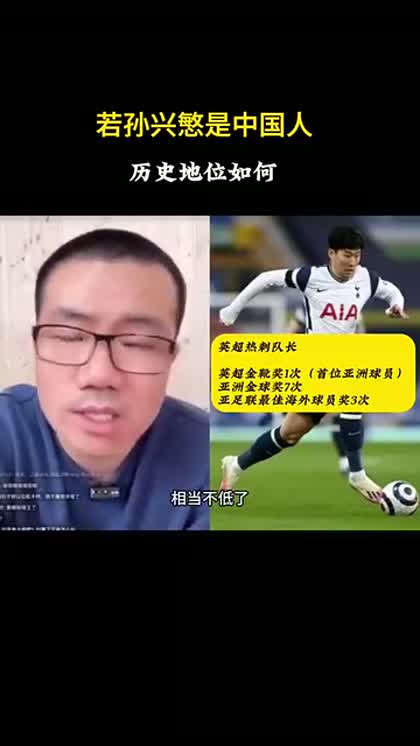 若孙兴慜是中国人
历史地位如何
AIA
英超热刺队长
英超金靴奖1次（首位亚洲球员）
亚洲金球奖7次
亚足联最佳海外球员奖3次
相当不低了